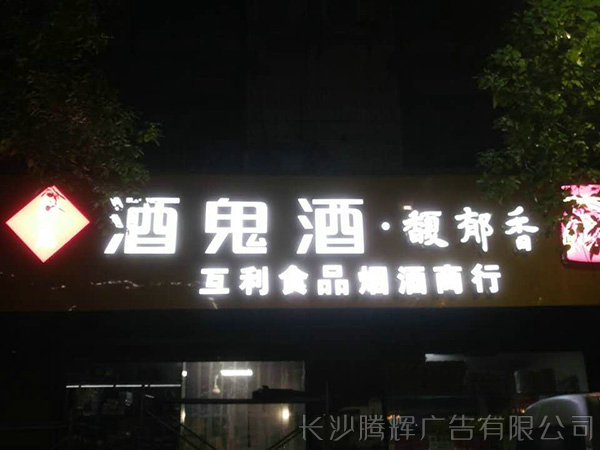 酒鬼酒·馥郁香
互利食品烟酒商行
长沙腾辉广告有限公司